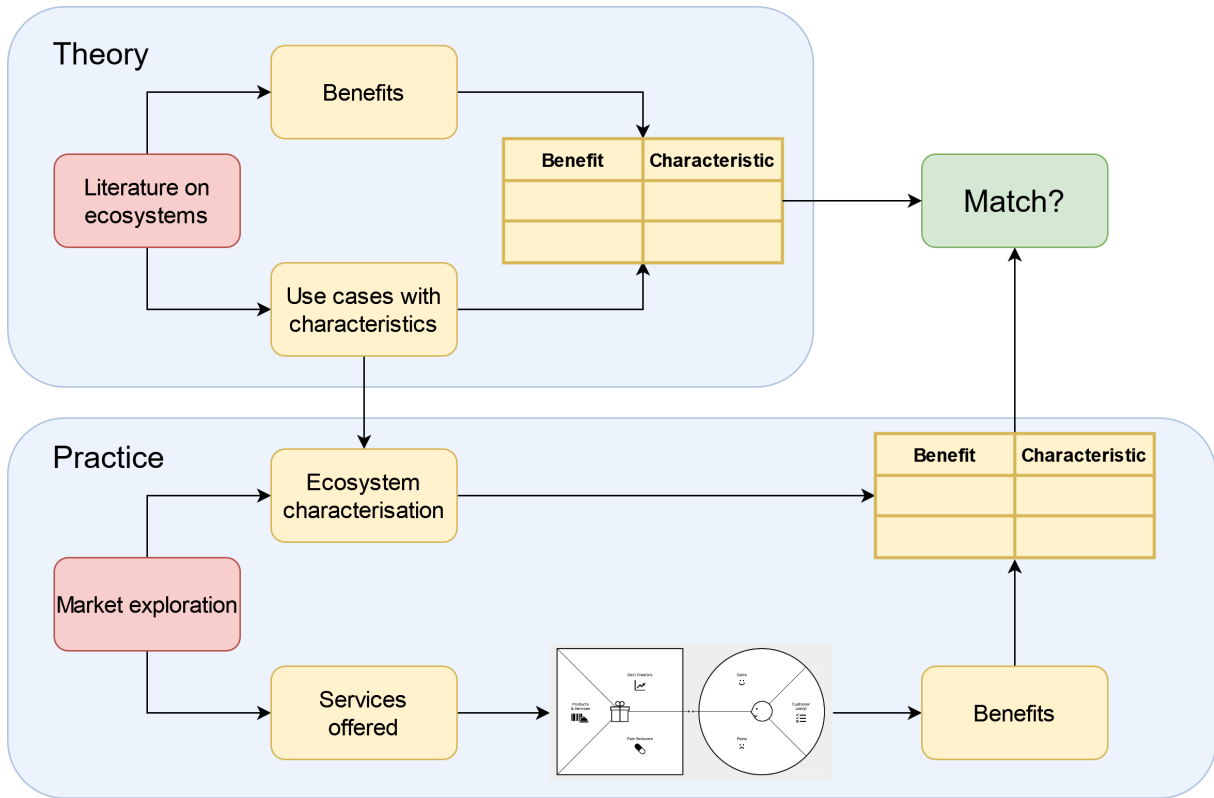 Theory
Benefits
Benefit
Characteristic
Literature on
ecosystems
Match?
Use cases with
characteristics
Practice
Benefit
Characteristic
Ecosystem
characterisation
Market exploration
Services
offered
Gain Creators
Products
& Services
Pain Relievers
Gains
Customer
Job(s)
Pains
Benefits